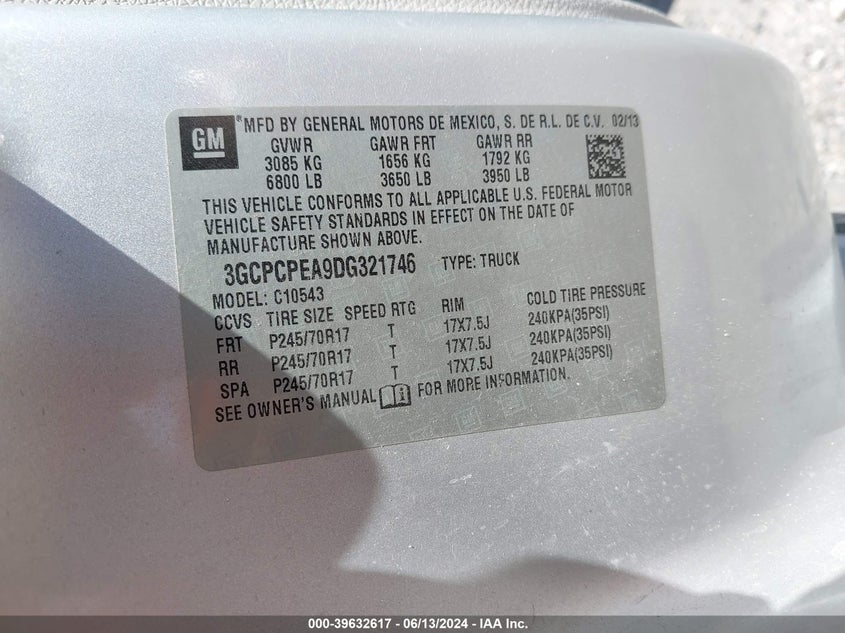 GM ® MFD BY GENERAL MOTORS DE MEXICO, S. DE R.L. DE C.V. 02/13
GVWR GAWR FRT GAWR RR
3085 KG 1656 KG 1792 KG
6800 LB 3650 LB 3950 LB
THIS VEHICLE CONFORMS TO ALL APPLICABLE U.S. FEDERAL MOTOR
VEHICLE SAFETY STANDARDS IN EFFECT ON THE DATE OF
MANUFACTURE SHOWN ABOVE.
3GCPCPEA9DG321746 TYPE: TRUCK
MODEL: C10543
CCVS TIRE SIZE SPEED RTG RIM COLD TIRE PRESSURE
FRT P245/70R17 T 17X7.5J 240KPA(35PSI)
RR P245/70R17 T 17X7.5J 240KPA(35PSI)
SPA P245/70R17 T 17X7.5J 240KPA(35PSI)
SEE OWNER'S MANUAL FOR MORE INFORMATION.
000-39632617 - 06/13/2024 - IAA Inc.